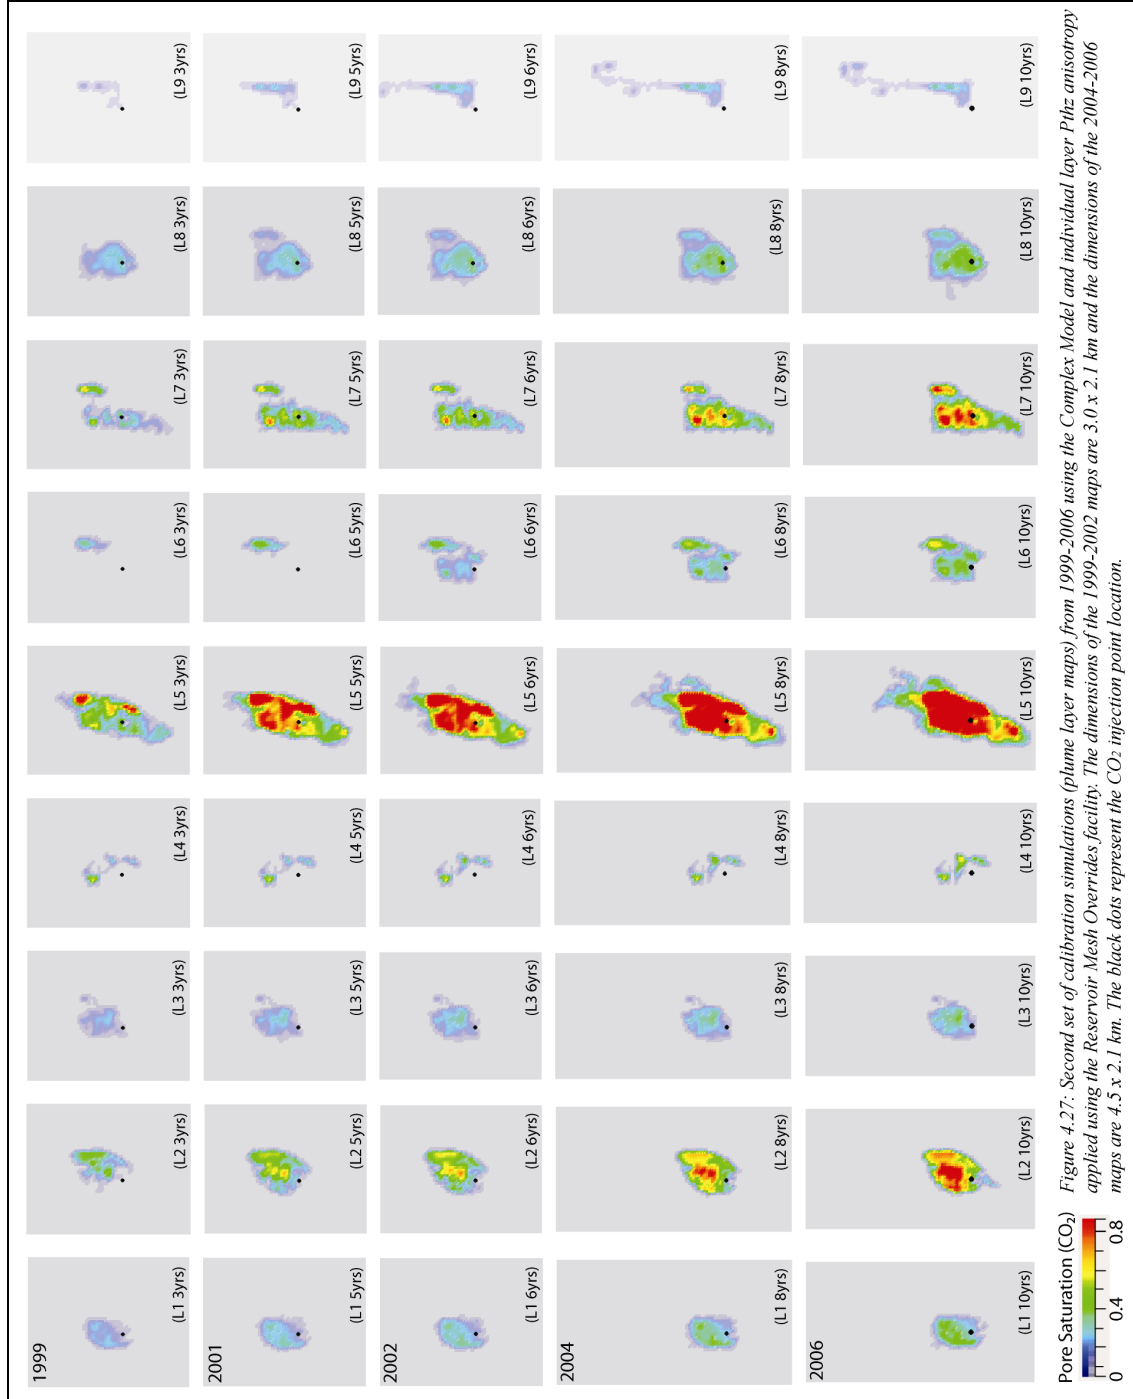 1999
(L1 3yrs)
(L2 3yrs)
(L3 3yrs)
(L4 3yrs)
(L5 3yrs)
(L6 3yrs)
(L7 3yrs)
(L8 3yrs)
(L9 3yrs)
2001
(L1 5yrs)
(L2 5yrs)
(L3 5yrs)
(L4 5yrs)
(L5 5yrs)
(L6 5yrs)
(L7 5yrs)
(L8 5yrs)
(L9 5yrs)
2002
(L1 6yrs)
(L2 6yrs)
(L3 6yrs)
(L4 6yrs)
(L5 6yrs)
(L6 6yrs)
(L7 6yrs)
(L8 6yrs)
(L9 6yrs)
2004
(L1 8yrs)
(L2 8yrs)
(L3 8yrs)
(L4 8yrs)
(L5 8yrs)
(L6 8yrs)
(L7 8yrs)
(L8 8yrs)
(L9 8yrs)
2006
(L1 10yrs)
(L2 10yrs)
(L3 10yrs)
(L4 10yrs)
(L5 10yrs)
(L6 10yrs)
(L7 10yrs)
(L8 10yrs)
(L9 10yrs)
Pore Saturation (CO₂)
0 0.4 0.8
Figure 4.27: Second set of calibration simulations (plume layer maps) from 1999-2006 using the Complex Model and individual layer Pthz anisotropy
applied using the Reservoir Mesh Overrides facility. The dimensions of the 1999-2002 maps are 3.0 x 2.1 km and the dimensions of the 2004-2006
maps are 4.5 x 2.1 km. The black dots represent the CO₂ injection point location.